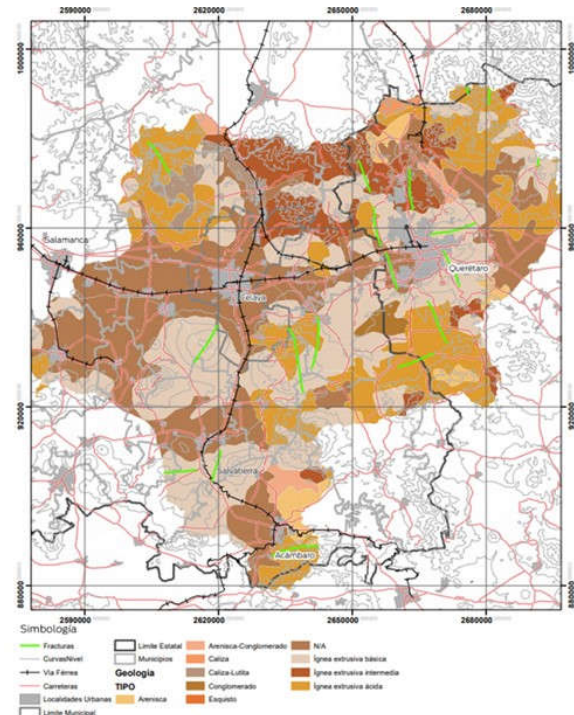 2590000 2620000 2650000 2680000
1000000
960000
Salamanca
Querétaro
Celaya
920000
Salvatierra
Acámbaro
880000
2590000 2620000 2650000 2680000
Simbología
Fracturas
CurvasNivel
Vía Férrea
Carreteras
Localidades Urbanas
Límite Municipal
Límite Estatal
Municipios
Geología
TIPO
Arenisca
Arenisca-Conglomerado
Caliza
Caliza-Lutita
Conglomerado
Esquisto
N/A
Ígnea extrusiva básica
Ígnea extrusiva intermedia
Ígnea extrusiva ácida